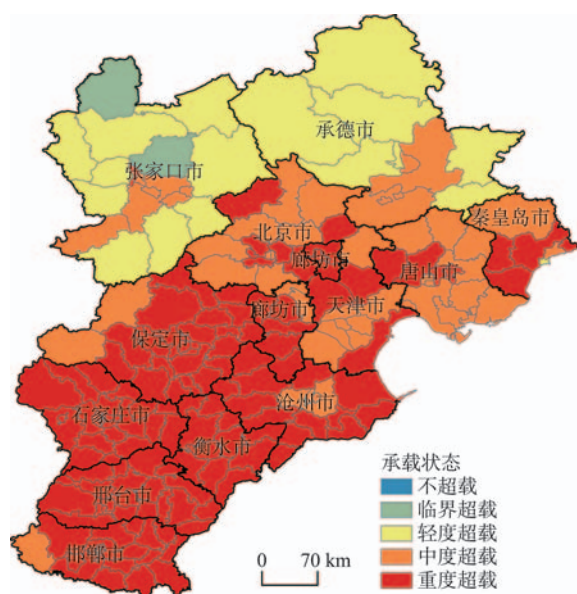 承德市
张家口市
秦皇岛市
北京市
廊坊市
唐山市
廊坊市
天津市
保定市
沧州市
石家庄市
衡水市
邢台市
邯郸市
承载状态
不超载
临界超载
轻度超载
中度超载
重度超载
0 70 km